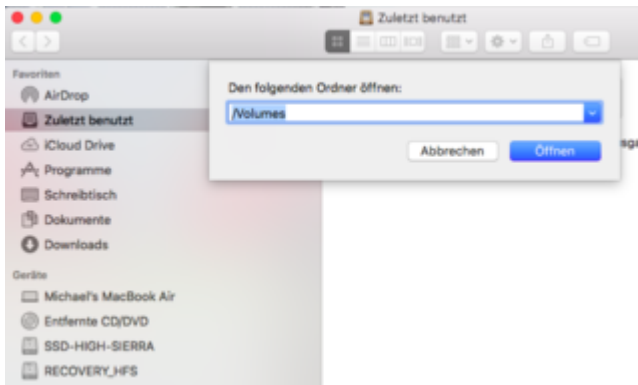 Zuletzt benutzt
Favoriten
AirDrop
Zuletzt benutzt
iCloud Drive
Programme
Schreibtisch
Dokumente
Downloads
Geräte
Michael's MacBook Air
Entfernte CD/DVD
SSD-HIGH-SIERRA
RECOVERY_HFS
Den folgenden Ordner öffnen:
/Volumes
Abbrechen
Öffnen